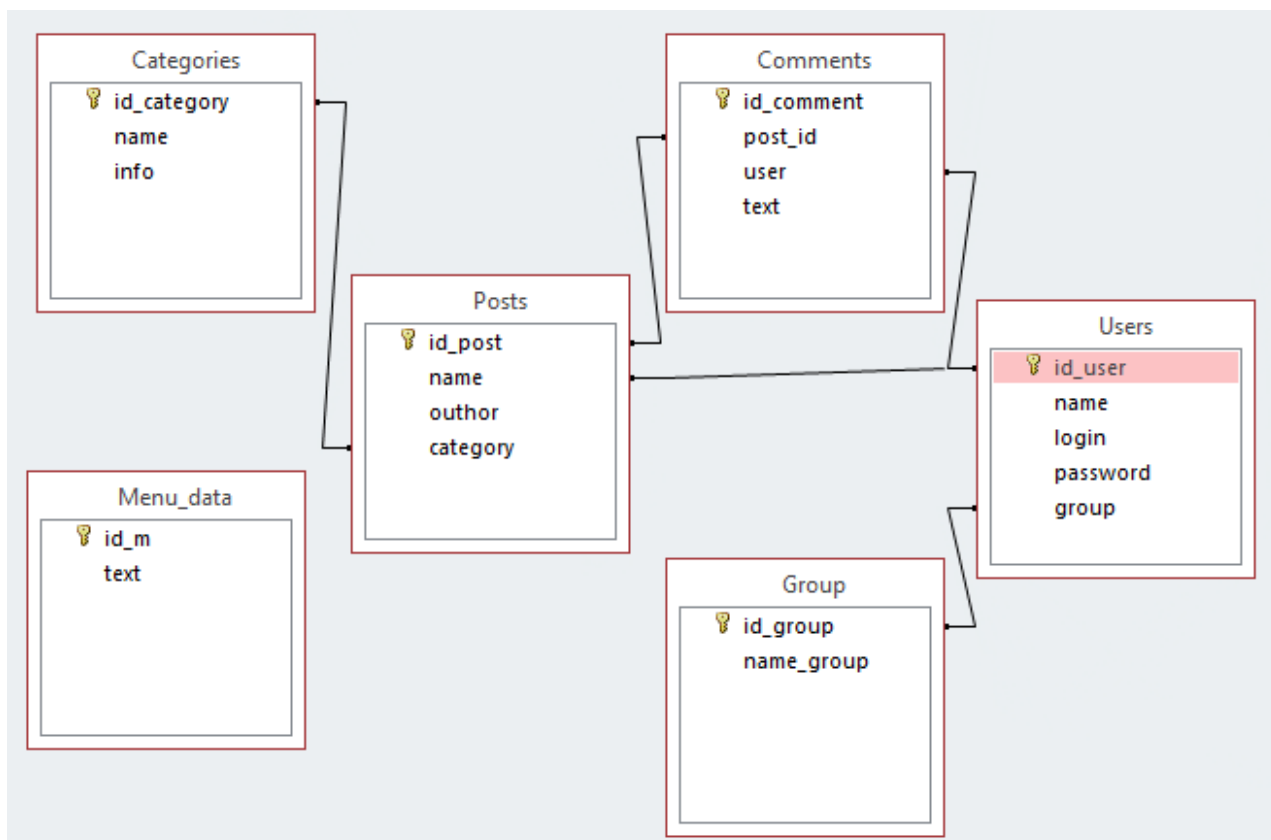 Categories
id_category
name
info
Comments
id_comment
post_id
user
text
Posts
id_post
name
outhor
category
Users
id_user
name
login
password
group
Menu_data
id_m
text
Group
id_group
name_group